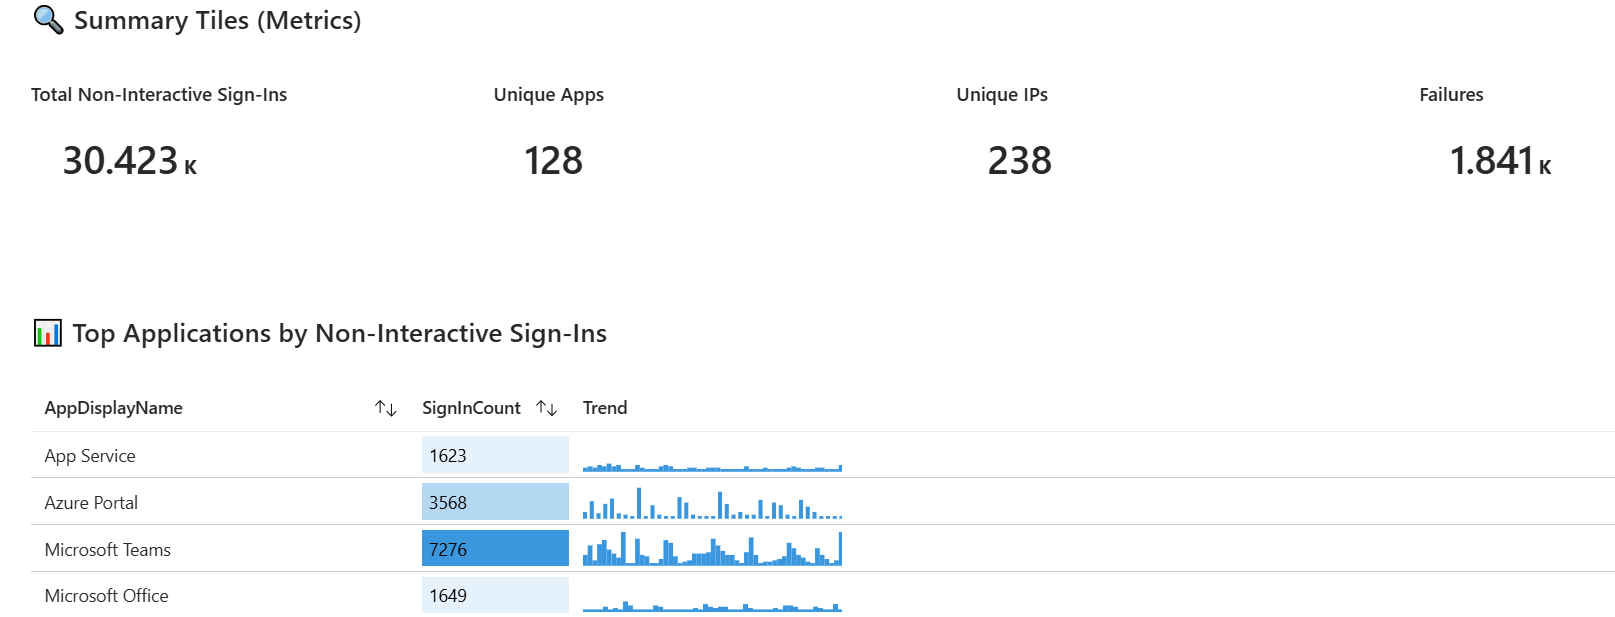 Summary Tiles (Metrics)
Total Non-Interactive Sign-Ins Unique Apps Unique IPs Failures
30.423 K 128 238 1.841 K
Top Applications by Non-Interactive Sign-Ins
AppDisplayName SignInCount Trend
App Service 1623
Azure Portal 3568
Microsoft Teams 7276
Microsoft Office 1649